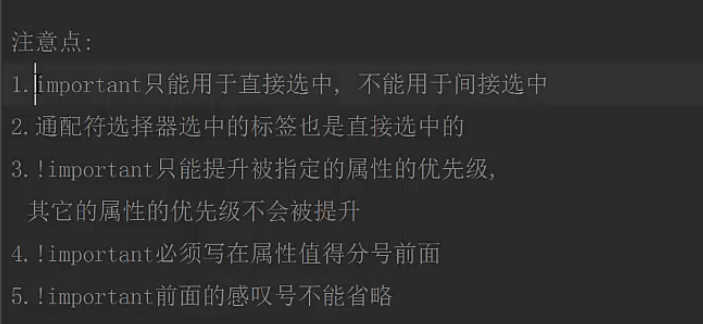 注意点:
1.important只能用于直接选中, 不能用于间接选中
2.通配符选择器选中的标签也是直接选中的
3.!important只能提升被指定的属性的优先级,
其它的属性的优先级不会被提升
4.!important必须写在属性值得分号前面
5.!important前面的感叹号不能省略